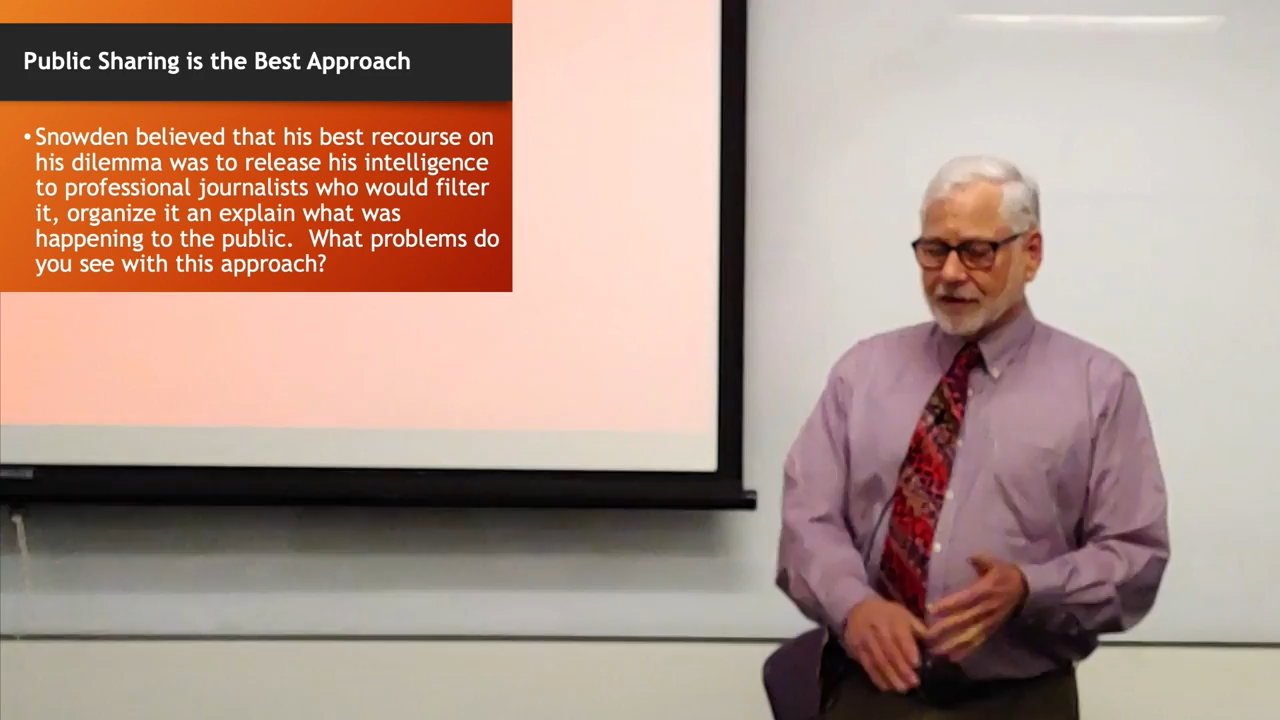 Public Sharing is the Best Approach
•Snowden believed that his best recourse on
his dilemma was to release his intelligence
to professional journalists who would filter
it, organize it an explain what was
happening to the public.  What problems do
you see with this approach?